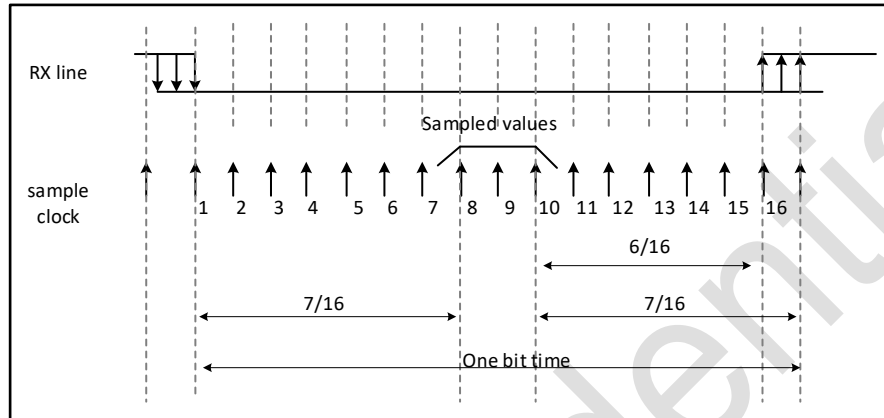 RX line
Sampled values
sample
clock
1 2 3 4 5 6 7 8 9 10 11 12 13 14 15 16
6/16
7/16 7/16
One bit time
dentia